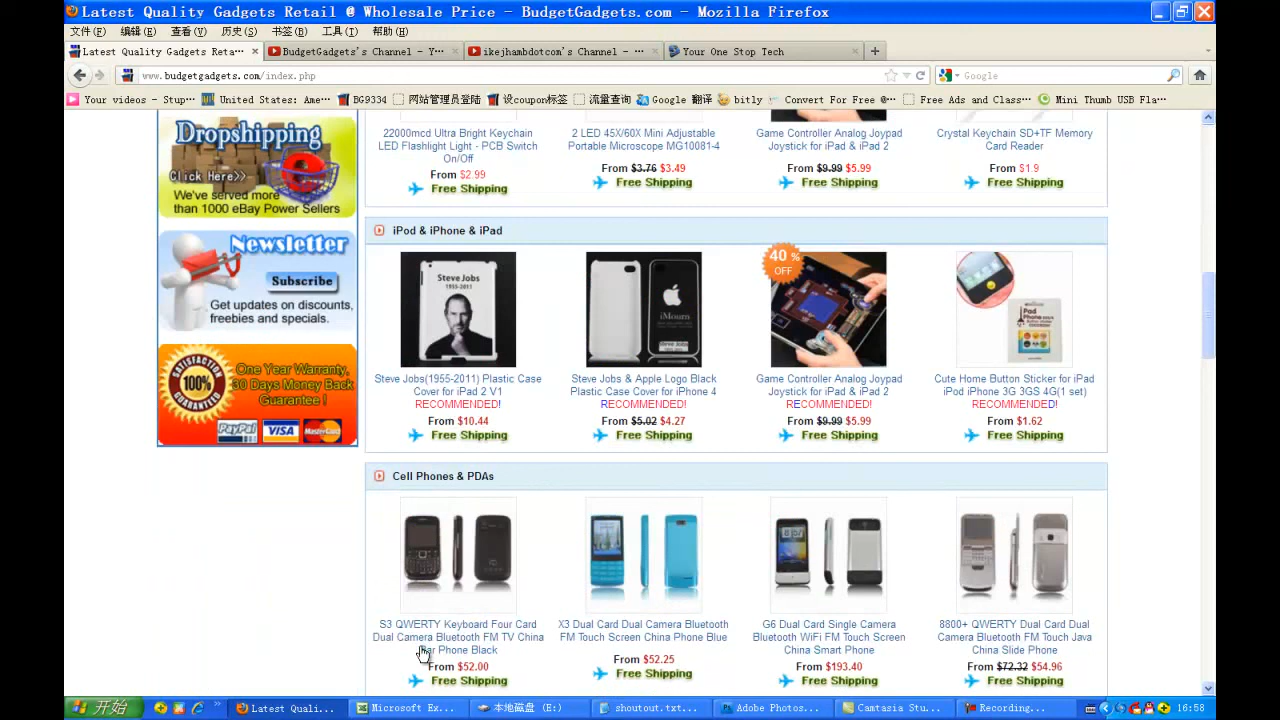 Latest Quality Gadgets Retail @ Wholesale Price - BudgetGadgets.com - Mozilla Firefox
文件(F) 编辑(E) 查看(V) 历史(S) 书签(B) 工具(T) 帮助(H)
Latest Quality Gadgets Reta... BudgetGadgets's Channel - Y... ikejhambdotcom's Channel - ... Your One Stop Tech
www.budgetgadgets.com/index.php Google
Your videos - Stup... United States: Ame... BG9334 网站管理员登陆 设coupon标签 流量查询 Google 翻译 bitly Convert For Free @... Free Ads and Class... Mini Thumb USB Fla...
Dropshipping
Click Here>>
We've served more
than 1000 eBay Power Sellers
Newsletter
Subscribe
Get updates on discounts,
freebies and specials.
SATISFACTION
100%
One Year Warranty,
30 Days Money Back
Guarantee !
PayPal VISA MasterCard
22000mcd Ultra Bright Keychain
LED Flashlight Light - PCB Switch
On/Off
From $2.99
Free Shipping
2 LED 45X/60X Mini Adjustable
Portable Microscope MG10081-4
From $3.76 $3.49
Free Shipping
Game Controller Analog Joypad
Joystick for iPad & iPad 2
From $9.99 $5.99
Free Shipping
Crystal Keychain SD+TF Memory
Card Reader
From $1.9
Free Shipping
iPod & iPhone & iPad
Steve Jobs
1955-2011
Steve Jobs(1955-2011) Plastic Case
Cover for iPad 2 V1
RECOMMENDED!
From $10.44
Free Shipping
iMourn
Steve Jobs
Steve Jobs & Apple Logo Black
Plastic Case Cover for iPhone 4
RECOMMENDED!
From $5.02 $4.27
Free Shipping
40 %
OFF
Game Controller Analog Joypad
Joystick for iPad & iPad 2
RECOMMENDED!
From $9.99 $5.99
Free Shipping
Cute Home Button Sticker for iPad
iPod iPhone 3G 3GS 4G(1 set)
RECOMMENDED!
From $1.62
Free Shipping
Cell Phones & PDAs
S3 QWERTY Keyboard Four Card
Dual Camera Bluetooth FM TV China
Bar Phone Black
From $52.00
Free Shipping
X3 Dual Card Dual Camera Bluetooth
FM Touch Screen China Phone Blue
From $52.25
Free Shipping
G6 Dual Card Single Camera
Bluetooth WiFi FM Touch Screen
China Smart Phone
From $193.40
Free Shipping
8800+ QWERTY Dual Card Dual
Camera Bluetooth FM Touch Java
China Slide Phone
From $72.32 $54.96
Free Shipping
开始 Latest Quali... Microsoft Ex... 本地磁盘 (E:) shoutout.txt... Adobe Photos... Camtasia Stu... Recording... 16:58